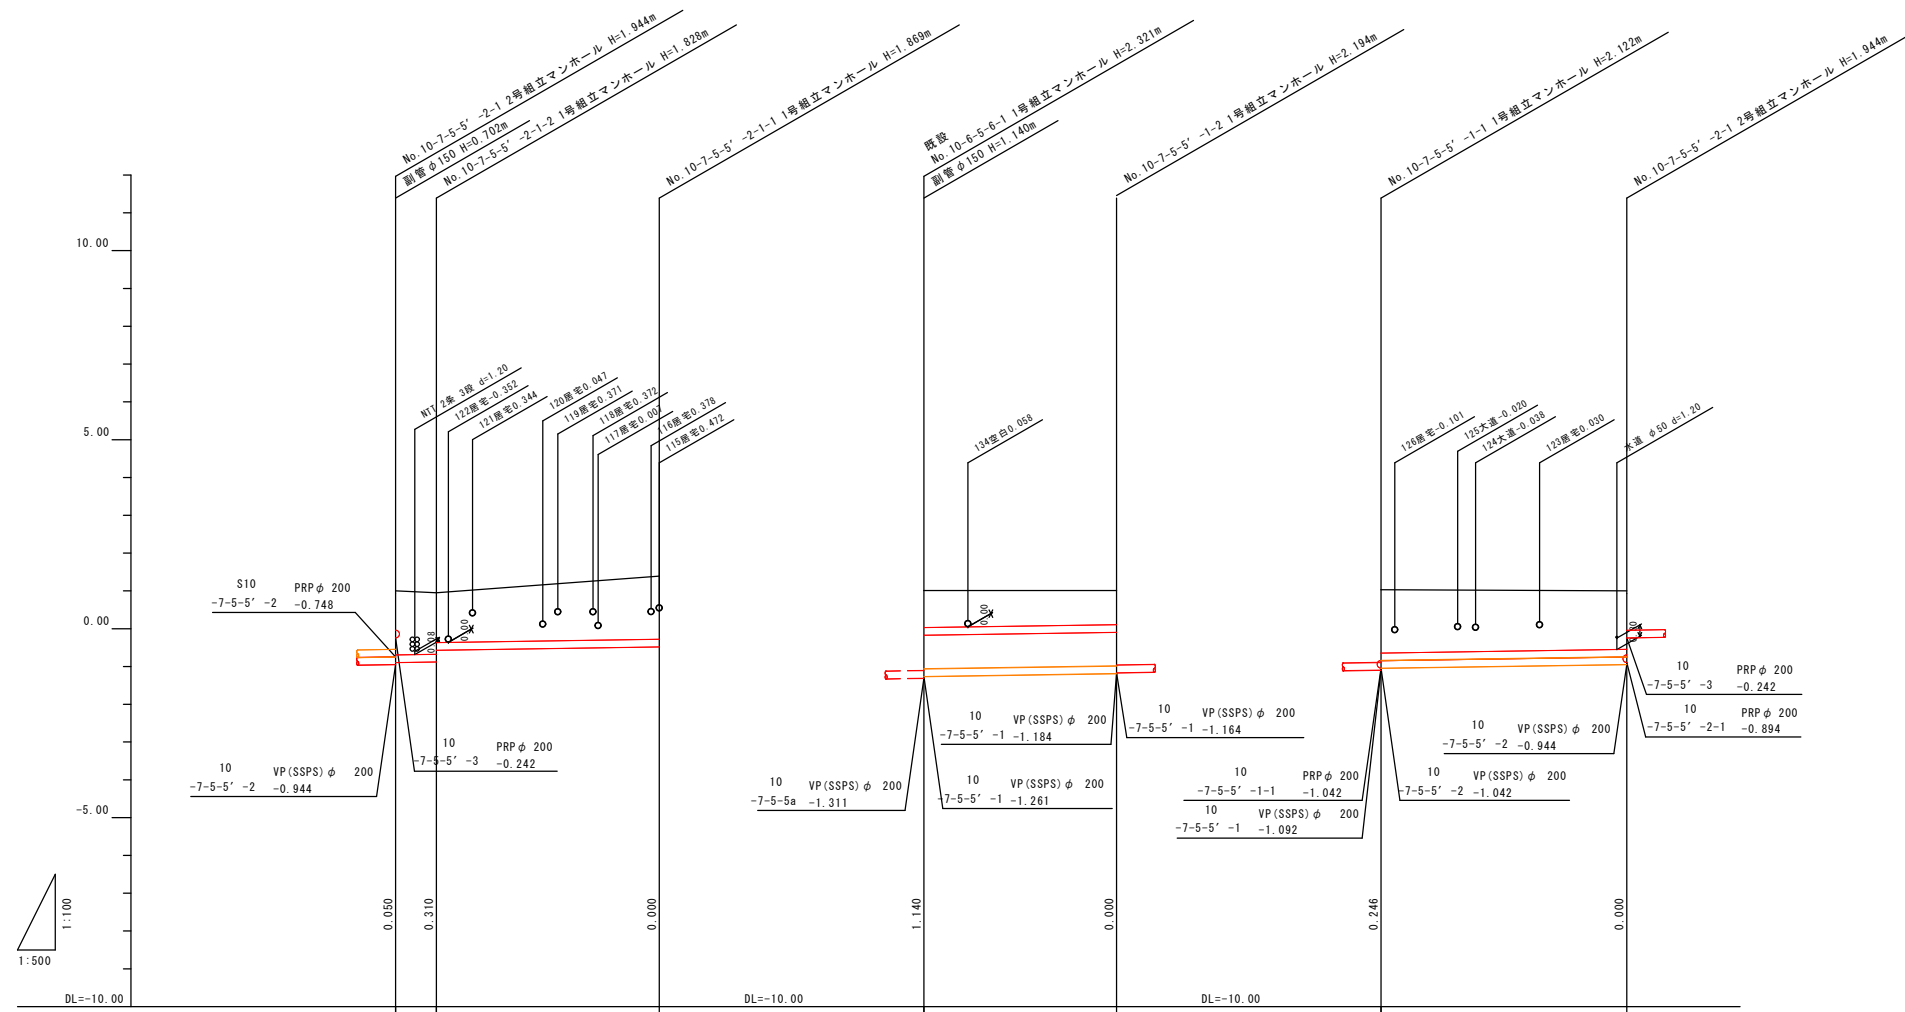 No.10-7-5-5′-2-1 2号組立マンホール H=1.944m
副管φ150 H=0.702m
No.10-7-5-5′-2-1-2 1号組立マンホール H=1.828m
No.10-7-5-5′-2-1-1 1号組立マンホール H=1.869m
既設
No.10-6-5-6-1 1号組立マンホール H=2.321m
副管φ150 H=1.140m
No.10-7-5-5′-1-2 1号組立マンホール H=2.194m
No.10-7-5-5′-1-1 1号組立マンホール H=2.122m
No.10-7-5-5′-2-1 2号組立マンホール H=1.944m
10.00
5.00
0.00
-5.00
NTT 2条 3段 d=1.20
122居宅-0.352
121居宅0.344
120居宅0.047
119居宅0.371
118居宅0.372
117居宅0.007
116居宅0.378
115居宅0.472
134空白0.058
126居宅-0.101
125大道-0.020
124大道-0.038
123居宅0.030
水道 φ50 d=1.20
0.08
0.00
0.00
S10 PRPφ 200
-7-5-5′-2 -0.748
10 VP(SSPS)φ 200
-7-5-5′-2 -0.944
10 PRPφ 200
-7-5-5′-3 -0.242
10 VP(SSPS)φ 200
-7-5-5a -1.311
10 VP(SSPS)φ 200
-7-5-5′-1 -1.184
10 VP(SSPS)φ 200
-7-5-5′-1 -1.261
10 VP(SSPS)φ 200
-7-5-5′-1 -1.164
10 PRPφ 200
-7-5-5′-1-1 -1.042
10 VP(SSPS)φ 200
-7-5-5′-1 -1.092
10 VP(SSPS)φ 200
-7-5-5′-2 -1.042
10 VP(SSPS)φ 200
-7-5-5′-2 -0.944
10 PRPφ 200
-7-5-5′-3 -0.242
10 PRPφ 200
-7-5-5′-2-1 -0.894
0.050
0.310
0.000
1.140
0.000
0.246
0.000
1:100
1:500
DL=-10.00
DL=-10.00
DL=-10.00